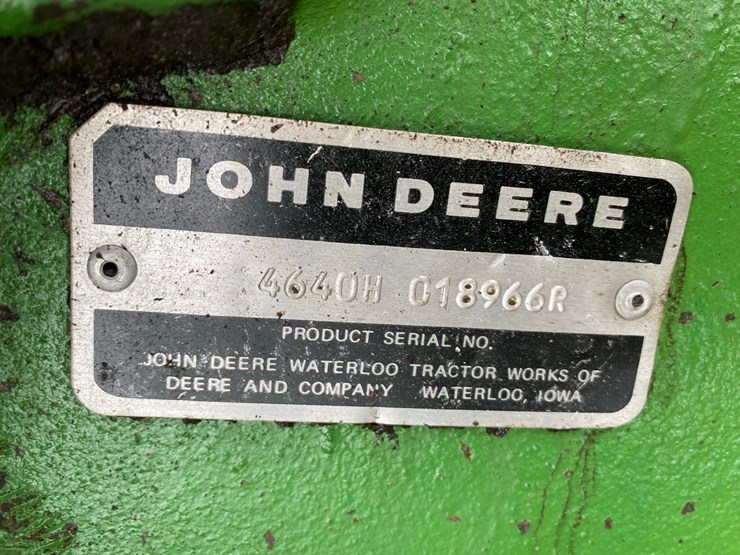 JOHN DEERE
4640H 018966R
PRODUCT SERIAL NO.
JOHN DEERE WATERLOO TRACTOR WORKS OF
DEERE AND COMPANY WATERLOO, IOWA